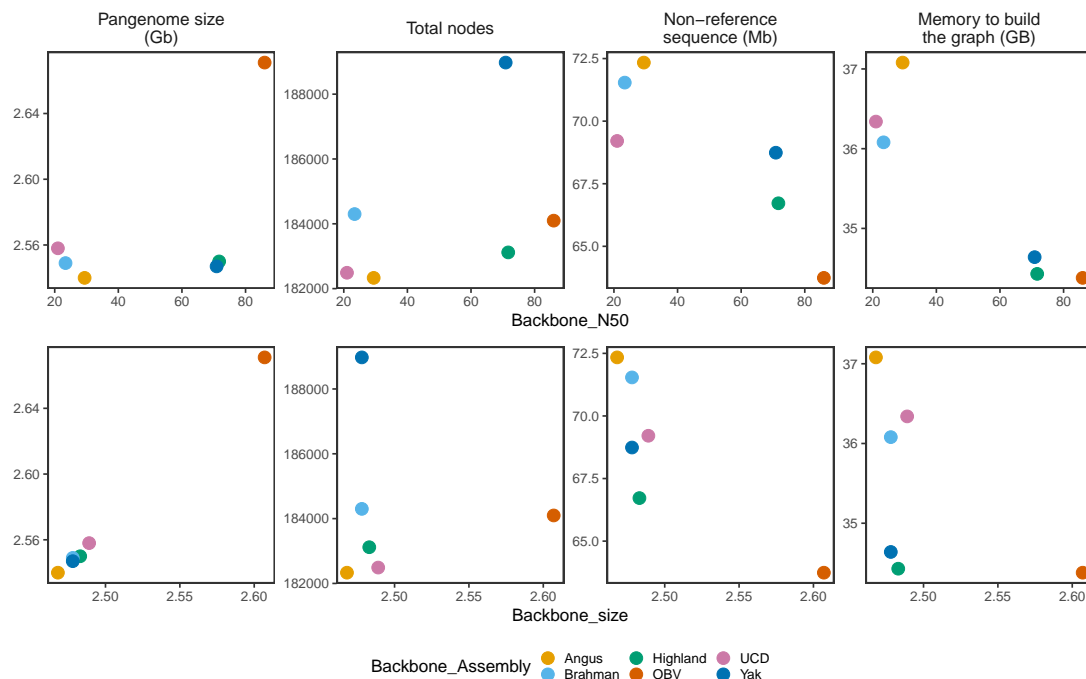 Pangenome size
(Gb)
Total nodes
Non−reference
sequence (Mb)
Memory to build
the graph (GB)
2.64
2.60
2.56
20 40 60 80
188000
186000
184000
182000
20 40 60 80
72.5
70.0
67.5
65.0
20 40 60 80
37
36
35
20 40 60 80
Backbone_N50
2.64
2.60
2.56
2.50 2.55 2.60
188000
186000
184000
182000
2.50 2.55 2.60
72.5
70.0
67.5
65.0
2.50 2.55 2.60
37
36
35
2.50 2.55 2.60
Backbone_size
Backbone_Assembly
Angus Highland UCD
Brahman OBV Yak